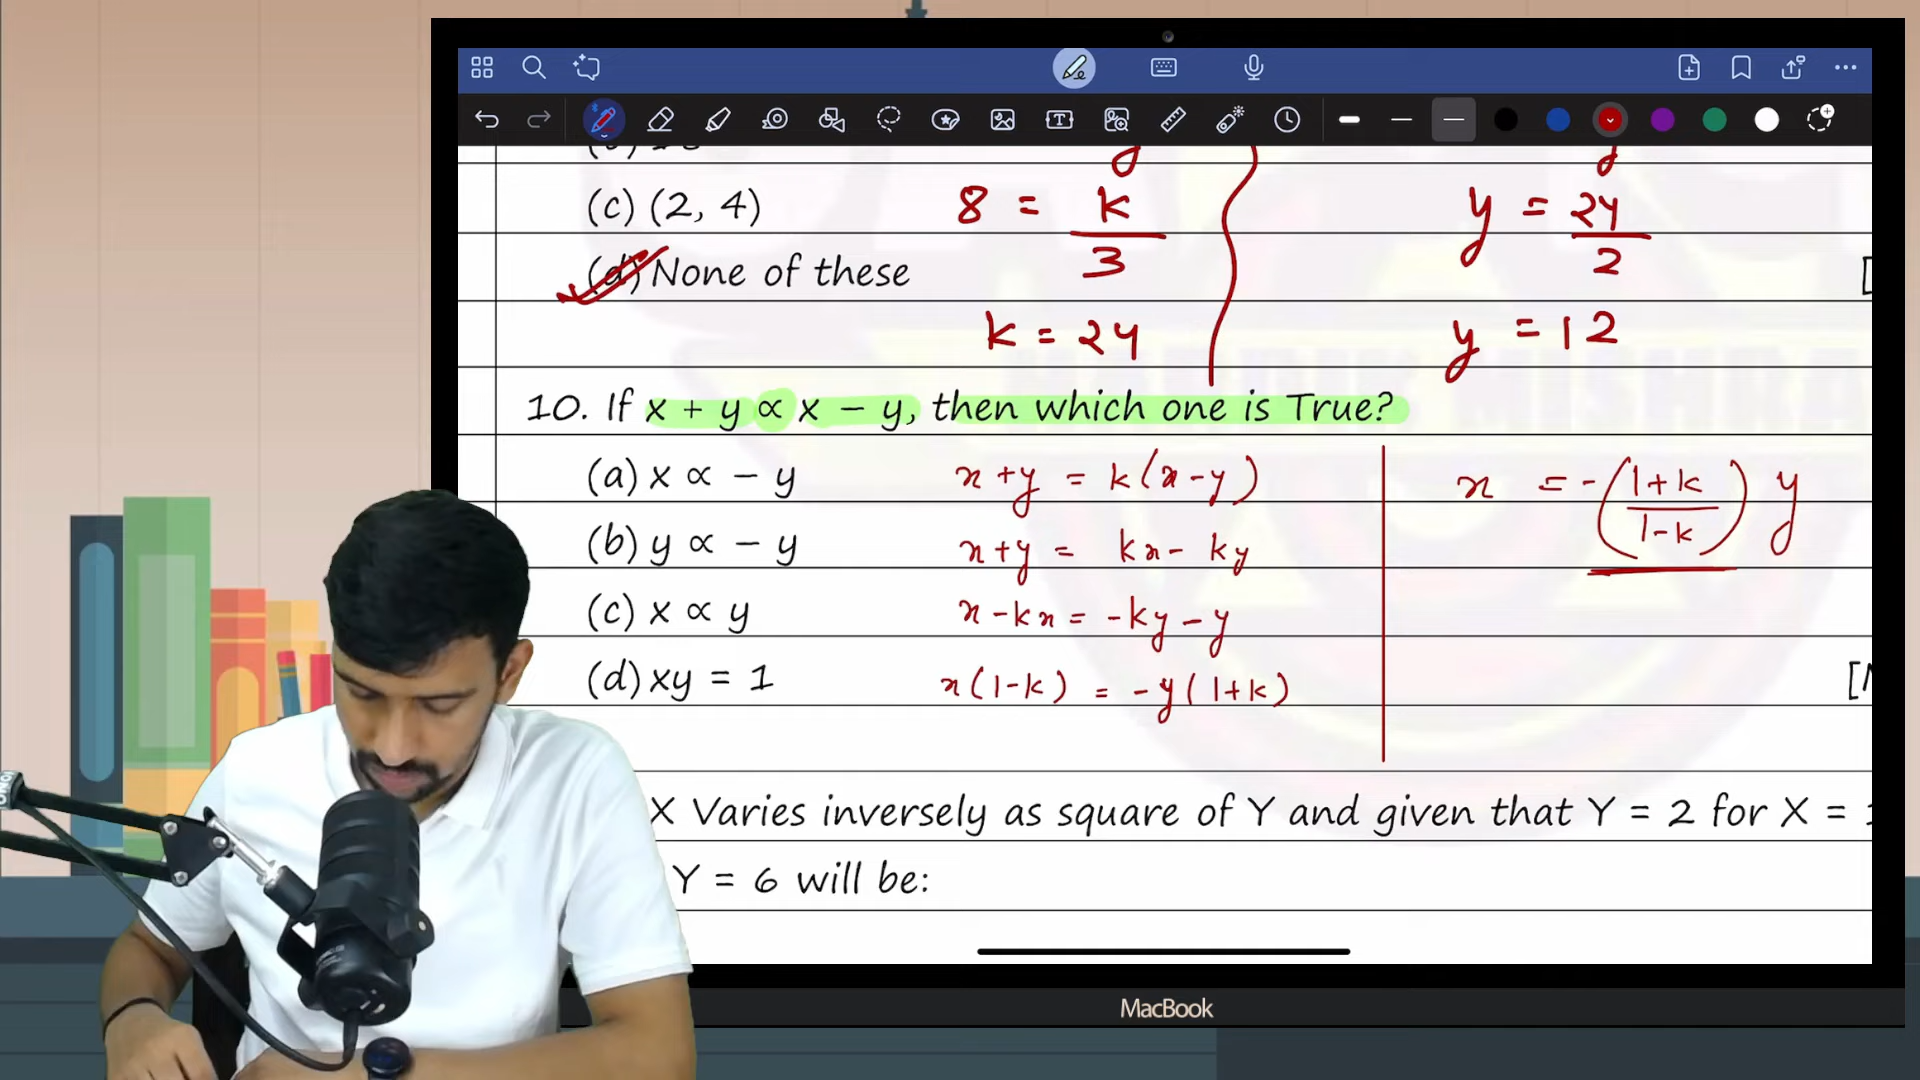 (c) (2, 4)
8 = k/3
y = 24/2
(d) None of these
k = 24
y = 12
10. If x + y ∝ x − y, then which one is True?
(a) x ∝ − y
x + y = k(x - y)
x = -((1+k)/(1-k)) y
(b) y ∝ − y
x + y = kx - ky
(c) x ∝ y
x - kx = -ky - y
(d) xy = 1
x(1-k) = -y(1+k)
X Varies inversely as square of Y and given that Y = 2 for X =
Y = 6 will be:
MacBook